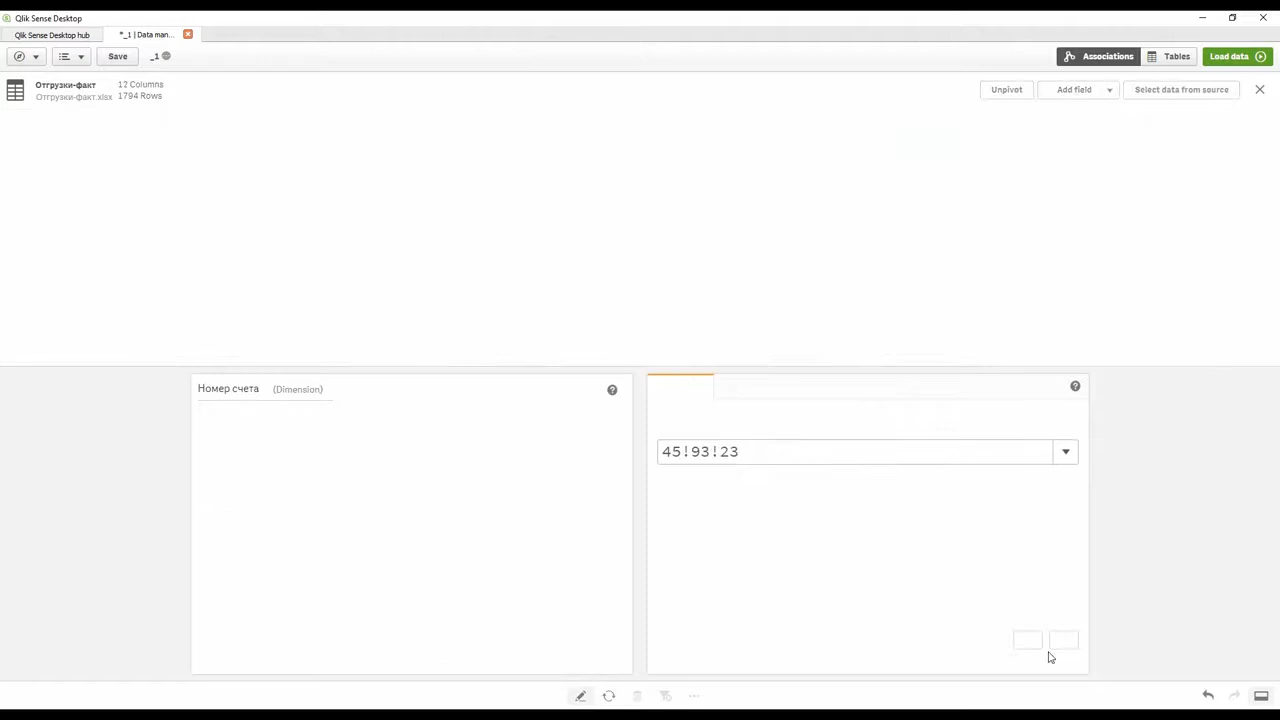 Qlik Sense Desktop
Qlik Sense Desktop hub
*_1 | Data man...
Save
_1
Associations
Tables
Load data
Отгрузки-факт
12 Columns
Отгрузки-факт.xlsx
1794 Rows
Unpivot
Add field
Select data from source
Номер счета
(Dimension)
45!93!23